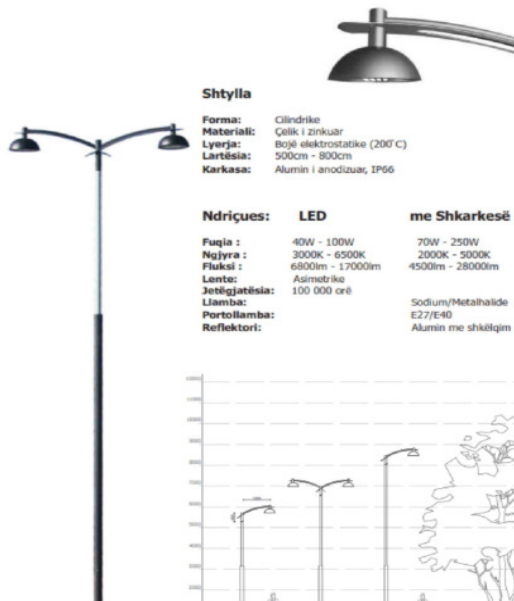 Shtylla
Forma: Cilindrike
Materiali: Çelik i zinkuar
Lyerja: Bojë elektrostatike (200°C)
Lartësia: 500cm - 800cm
Karkasa: Alumin i anodizuar, IP66
Ndriçues: LED me Shkarkesë
Fuqia : 40W - 100W 70W - 250W
Ngjyra : 3000K - 6500K 2000K - 5000K
Fluksi : 6800lm - 17000lm 4500lm - 28000lm
Lente: Asimetrike
Jetëgjatësia: 100 000 orë
Llamba: Sodium/Metalhalide
Portollamba: E27/E40
Reflektori: Alumin me shkëlqim